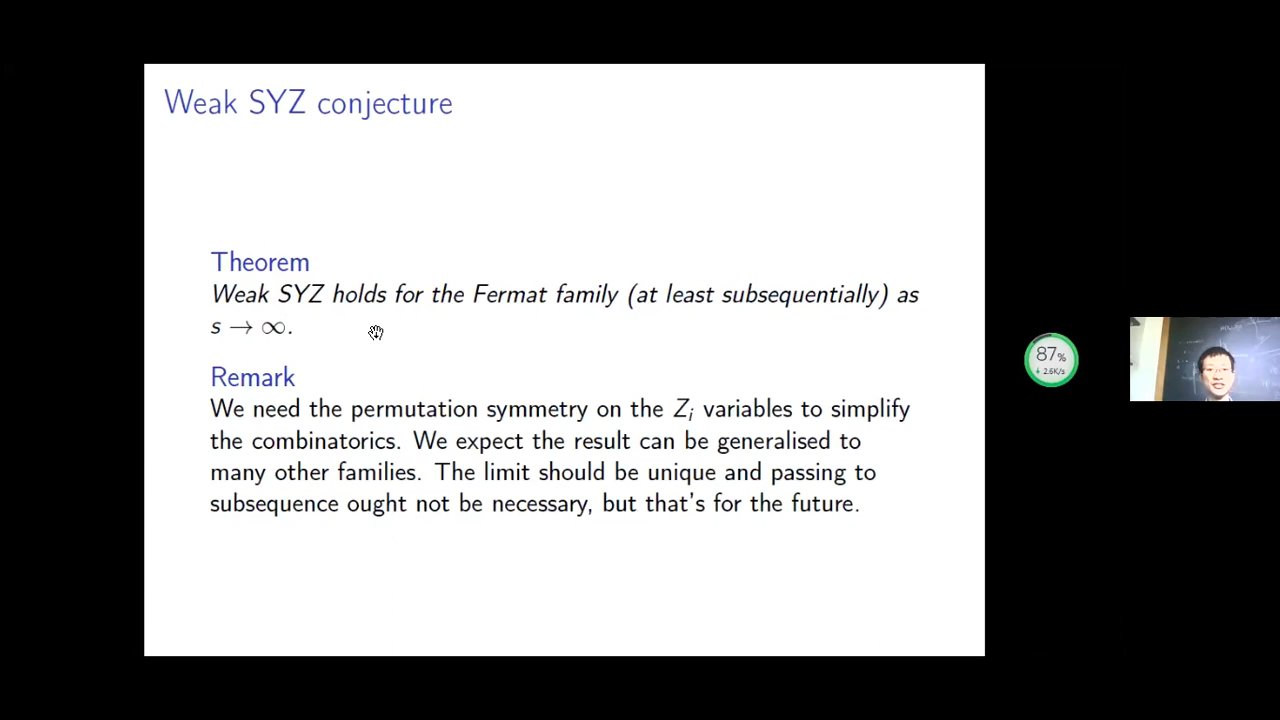 Weak SYZ conjecture
Theorem
Weak SYZ holds for the Fermat family (at least subsequentially) as
s → ∞.
Remark
We need the permutation symmetry on the Zᵢ variables to simplify
the combinatorics. We expect the result can be generalised to
many other families. The limit should be unique and passing to
subsequence ought not be necessary, but that's for the future.
87%
↓ 2.6K/s